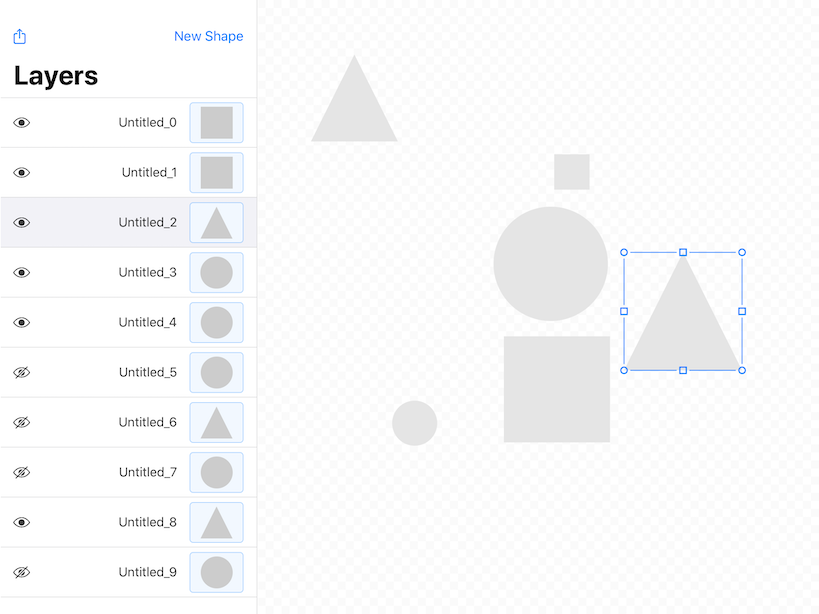 New Shape
Layers
Untitled_0
Untitled_1
Untitled_2
Untitled_3
Untitled_4
Untitled_5
Untitled_6
Untitled_7
Untitled_8
Untitled_9